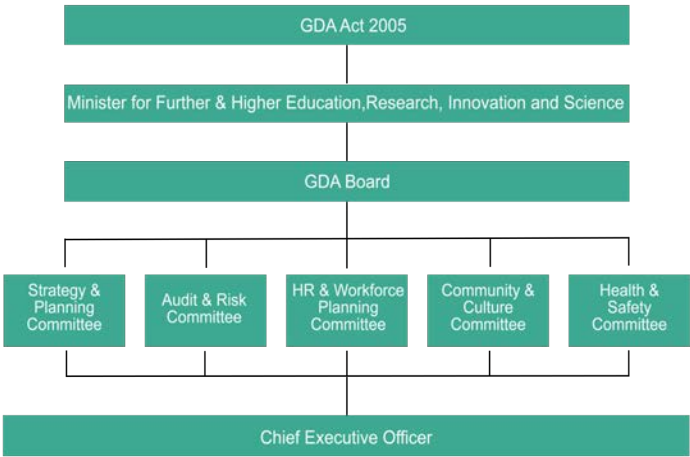 GDA Act 2005
Minister for Further & Higher Education,Research, Innovation and Science
GDA Board
Strategy &
Planning
Committee
Audit & Risk
Committee
HR & Workforce
Planning
Committee
Community &
Culture
Committee
Health &
Safety
Committee
Chief Executive Officer